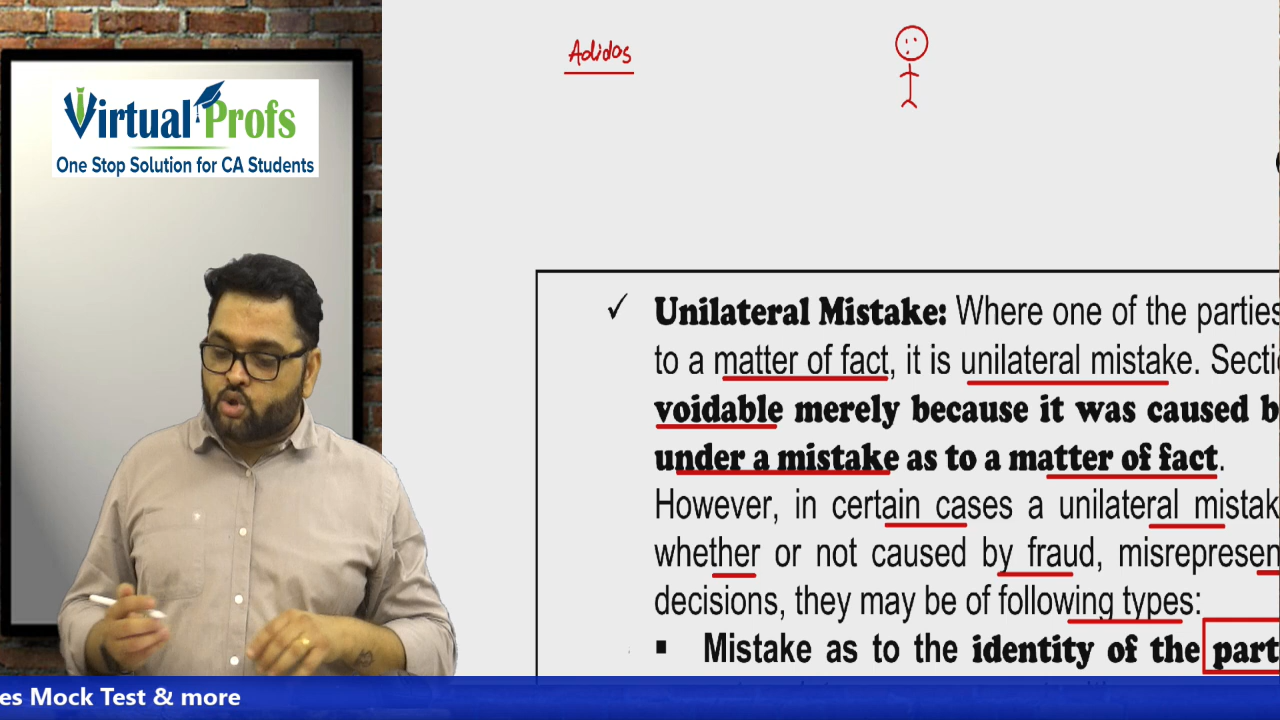 Adidas
Virtual Profs
One Stop Solution for CA Students
✓ Unilateral Mistake: Where one of the parties
to a matter of fact, it is unilateral mistake. Secti
voidable merely because it was caused b
under a mistake as to a matter of fact.
However, in certain cases a unilateral mistak
whether or not caused by fraud, misrepresen
decisions, they may be of following types:
▪ Mistake as to the identity of the part
es Mock Test & more